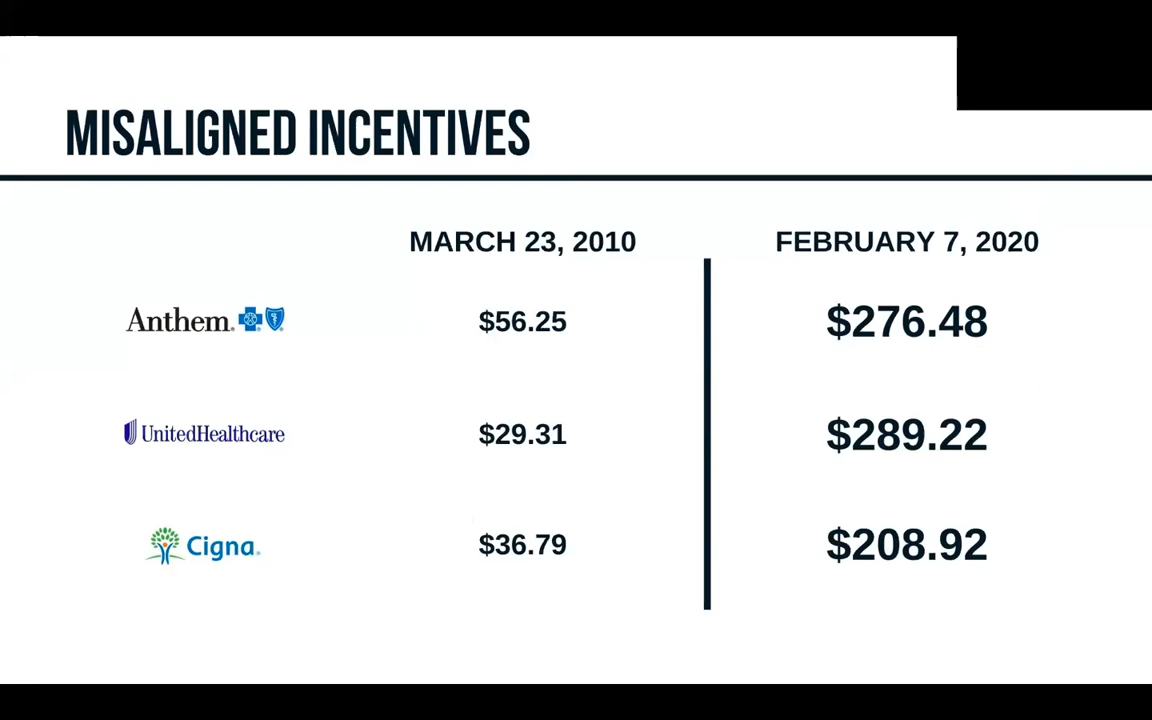 MISALIGNED INCENTIVES
MARCH 23, 2010 FEBRUARY 7, 2020
Anthem. $56.25 $276.48
UnitedHealthcare $29.31 $289.22
Cigna. $36.79 $208.92